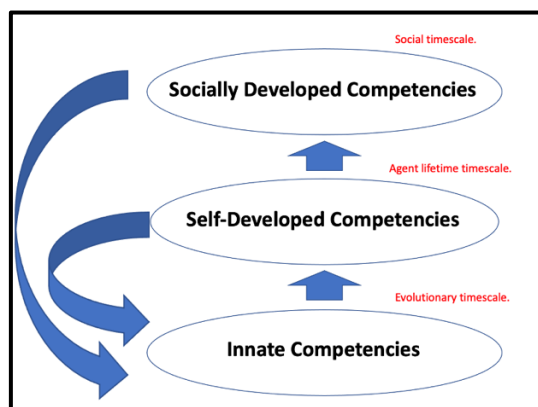 Social timescale.
Socially Developed Competencies
Agent lifetime timescale.
Self-Developed Competencies
Evolutionary timescale.
Innate Competencies